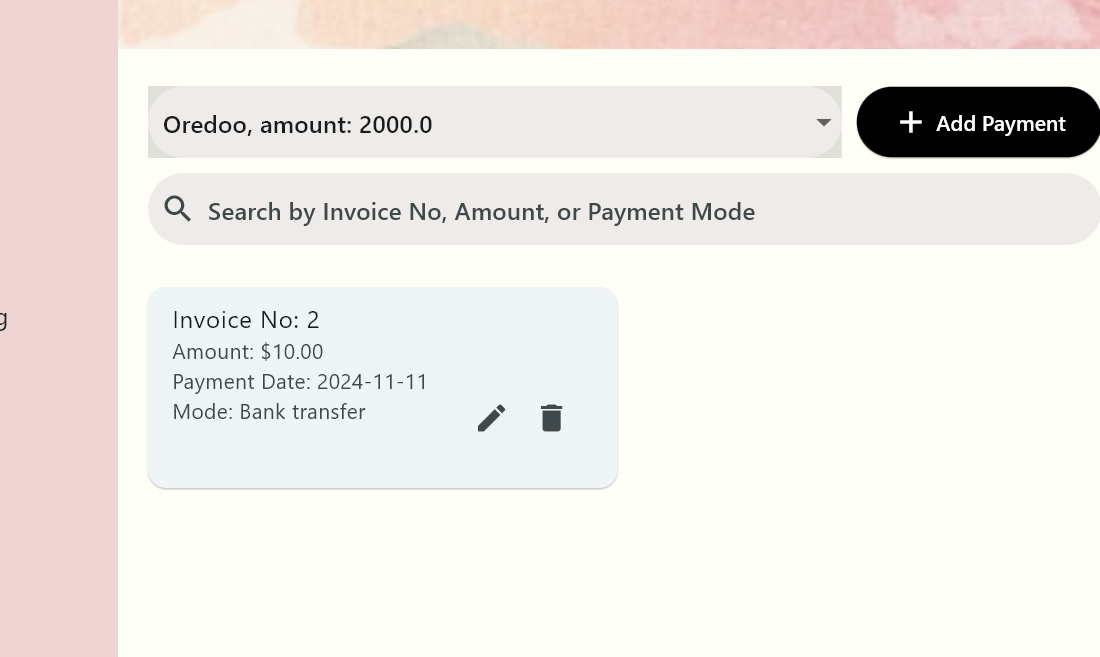 Oredoo, amount: 2000.0
Add Payment
Search by Invoice No, Amount, or Payment Mode
g
Invoice No: 2
Amount: $10.00
Payment Date: 2024-11-11
Mode: Bank transfer